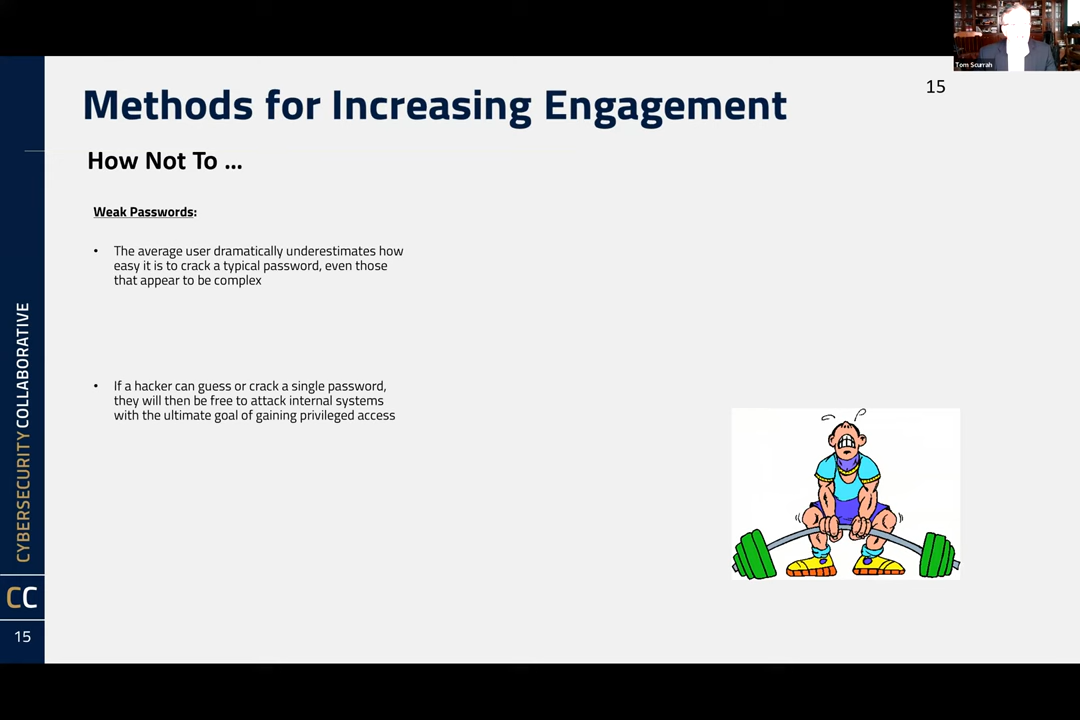 Tom Scurrah
15
Methods for Increasing Engagement
How Not To ...
Weak Passwords:
• The average user dramatically underestimates how
easy it is to crack a typical password, even those
that appear to be complex
• If a hacker can guess or crack a single password,
they will then be free to attack internal systems
with the ultimate goal of gaining privileged access
CYBERSECURITY COLLABORATIVE
CC
15